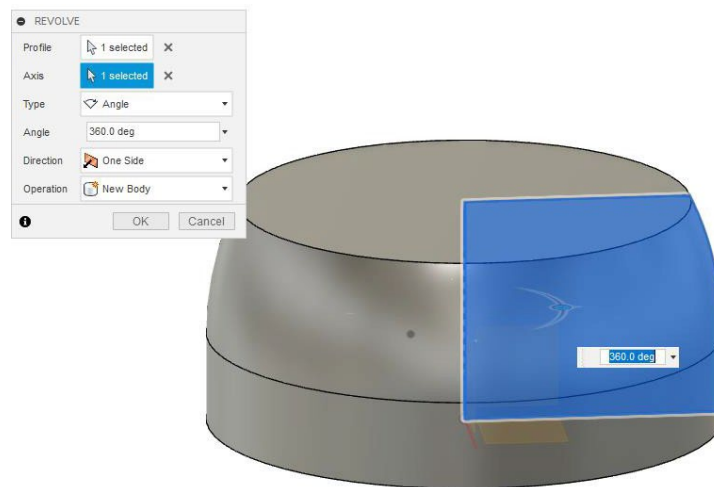 REVOLVE
Profile 1 selected
Axis 1 selected
Type Angle
Angle 360.0 deg
Direction One Side
Operation New Body
OK Cancel
360.0 deg